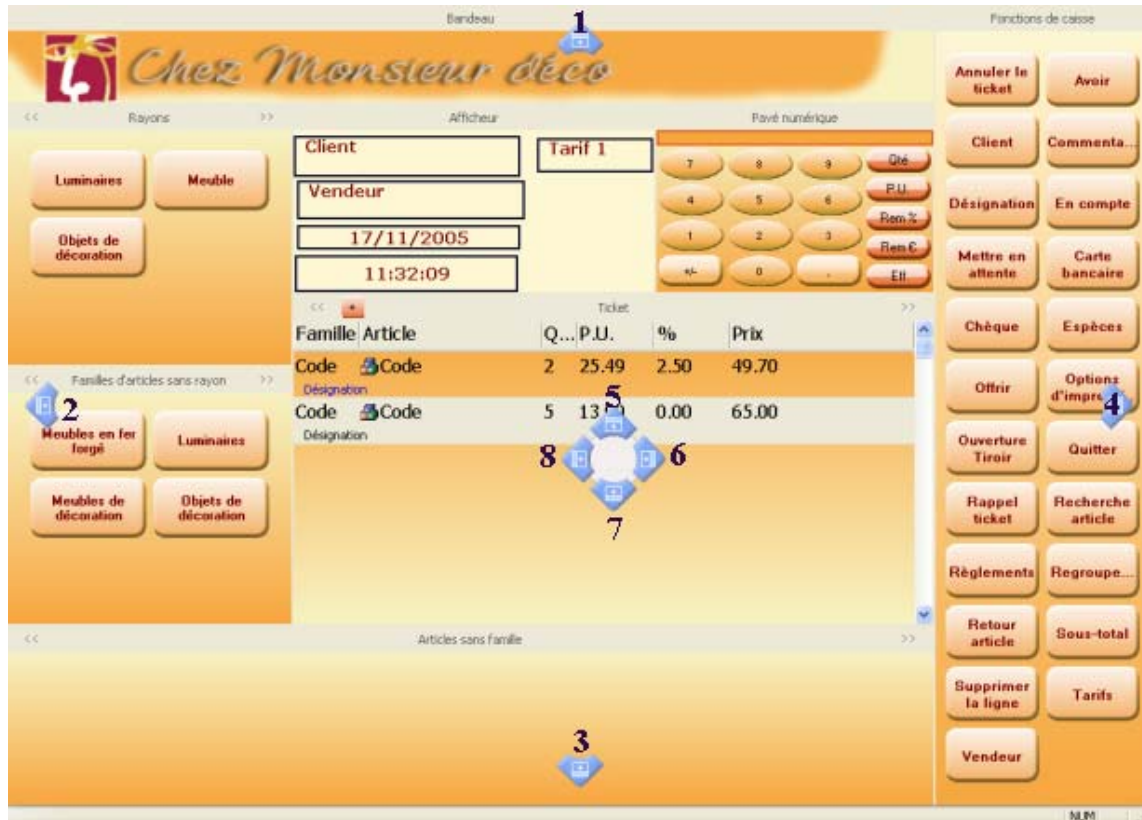 Bandeau
Fonctions de caisse
1
Chez Monsieur déco
<< Rayons >>
Afficheur
Pavé numérique
Luminaires
Meuble
Objets de
décoration
Client
Tarif 1
Vendeur
17/11/2005
11:32:09
7 8 9 Qté
4 5 6 P.U.
Rem %
1 2 3 Rem €
+/- 0 . Eff
<< * Ticket >>
Famille Article Q... P.U. % Prix
Code Code 2 25.49 2.50 49.70
Désignation
Code Code 5 0.00 65.00
Désignation
5
8 6
7
<< Familles d'articles sans rayon >>
2
Meubles en fer
forgé
Luminaires
Meubles de
décoration
Objets de
décoration
<< Articles sans famille >>
3
Annuler le
ticket
Avoir
Client
Commenta...
Désignation
En compte
Mettre en
attente
Carte
bancaire
Chèque
Espèces
Offrir
Options
4
Ouverture
Tiroir
Quitter
Rappel
ticket
Recherche
article
Règlements
Regroupe...
Retour
article
Sous-total
Supprimer
la ligne
Tarifs
Vendeur
NUM